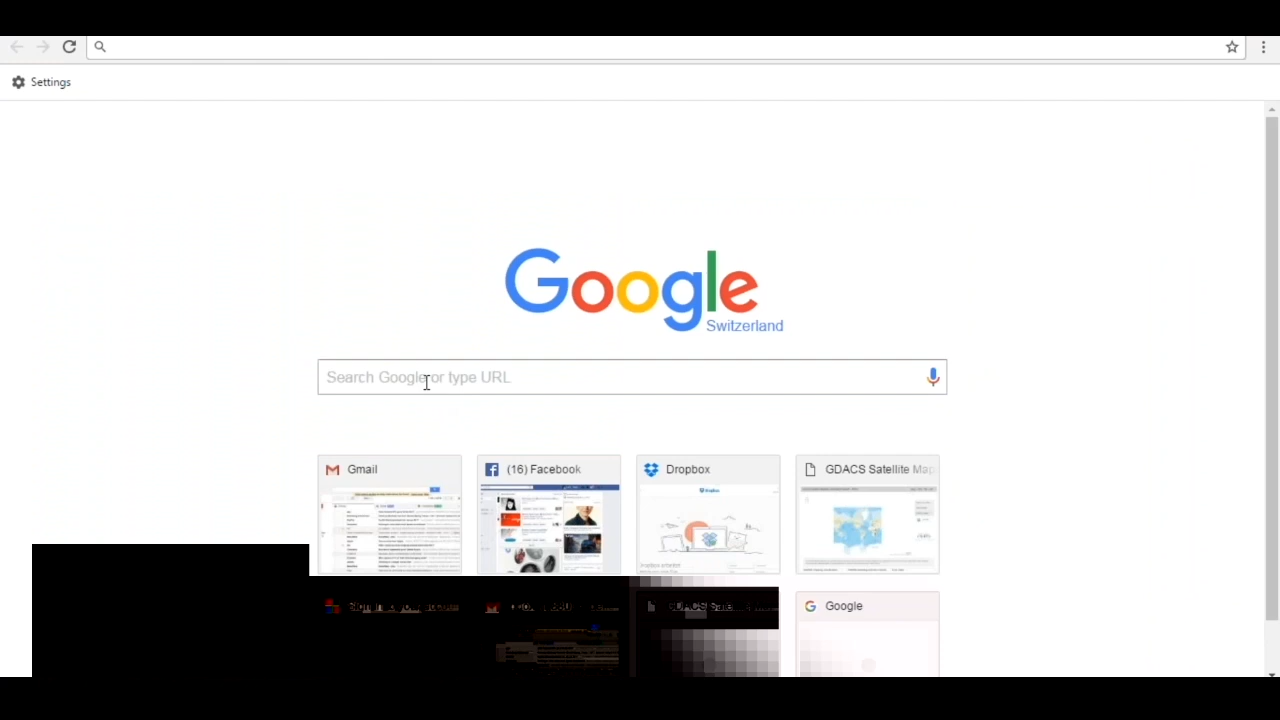 Settings
Google
Switzerland
Search Google or type URL
Gmail
(16) Facebook
Dropbox
GDACS Satellite Map
Google